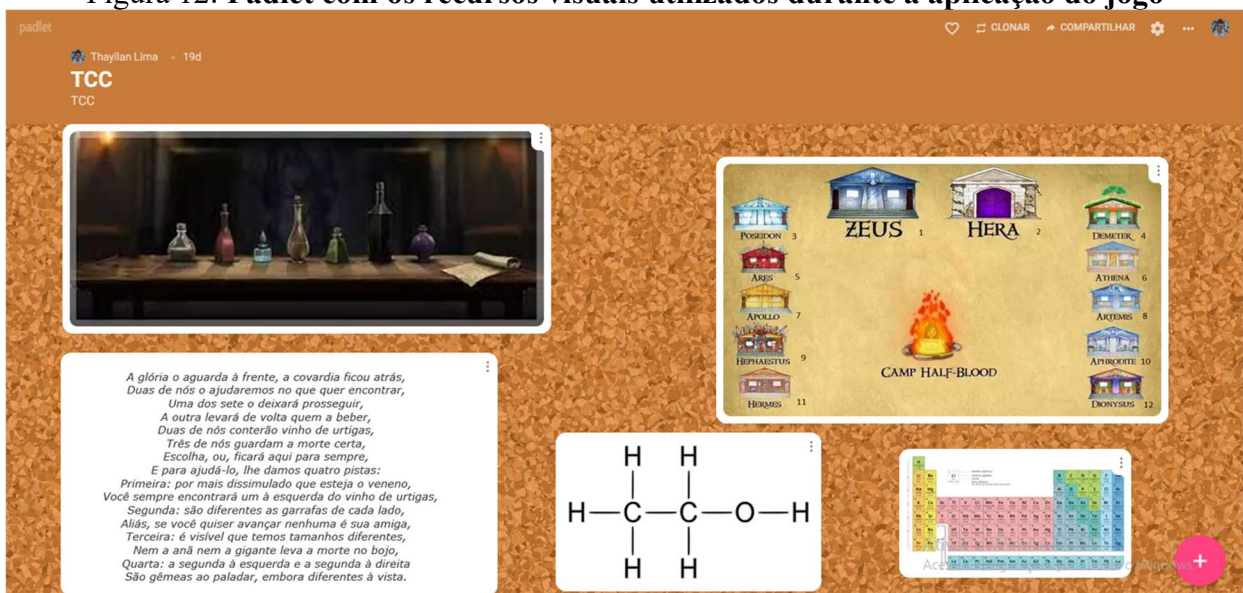 Figura 12: Padlet com os recursos visuais utilizados durante a aplicação do jogo
padlet
CLONAR
COMPARTILHAR
Thayllan Lima • 19d
TCC
TCC
ZEUS 1
HERA 2
POSEIDON 3
DEMETER 4
ARES 5
ATHENA 6
APOLLO 7
ARTEMIS 8
HEPHAESTUS 9
APHRODITE 10
HERMES 11
DIONYSUS 12
CAMP HALF-BLOOD
A glória o aguarda à frente, a covardia ficou atrás,
Duas de nós o ajudaremos no que quer encontrar,
Uma dos sete o deixará prosseguir,
A outra levará de volta quem a beber,
Duas de nós conterão vinho de urtigas,
Três de nós guardam a morte certa,
Escolha, ou, ficará aqui para sempre,
E para ajudá-lo, lhe damos quatro pistas:
Primeira: por mais dissimulado que esteja o veneno,
Você sempre encontrará um à esquerda do vinho de urtigas,
Segunda: são diferentes as garrafas de cada lado,
Aliás, se você quiser avançar nenhuma é sua amiga,
Terceira: é visível que temos tamanhos diferentes,
Nem a anã nem a gigante leva a morte no bojo,
Quarta: a segunda à esquerda e a segunda à direita
São gêmeas ao paladar, embora diferentes à vista.
H H
H—C—C—O—H
H H